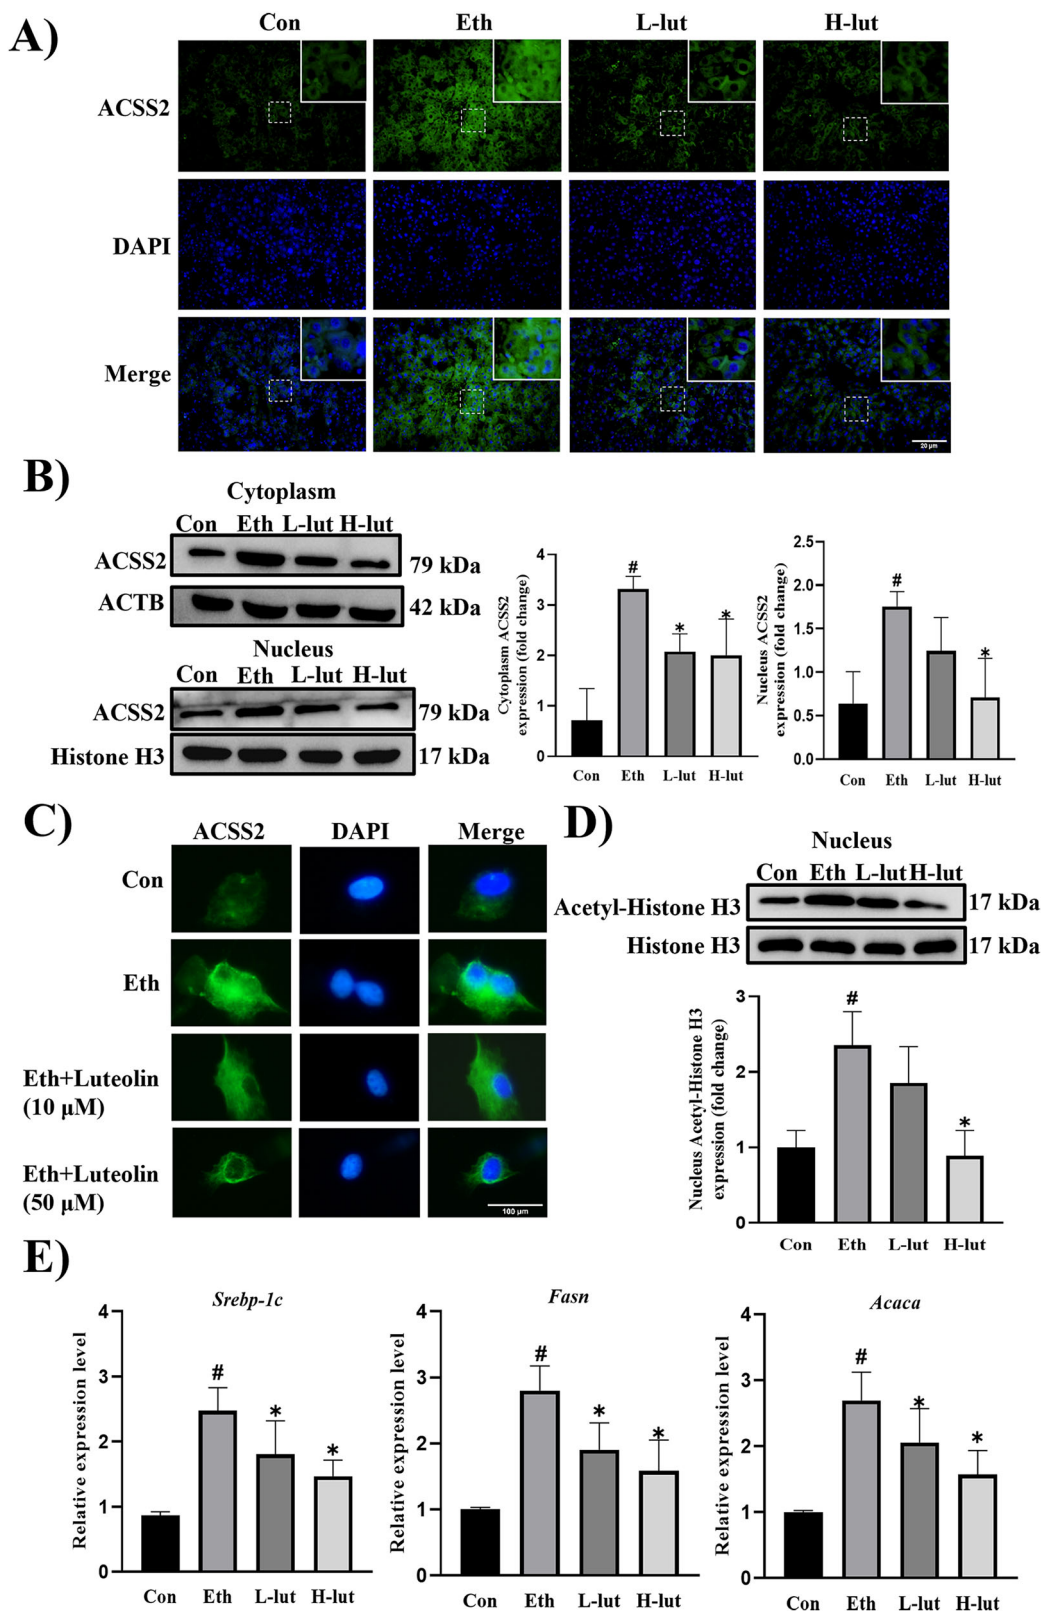 A)
Con Eth L-lut H-lut
ACSS2
DAPI
Merge
20 μm
B)
Cytoplasm
Con Eth L-lut H-lut
ACSS2 79 kDa
ACTB 42 kDa
Nucleus
Con Eth L-lut H-lut
ACSS2 79 kDa
Histone H3 17 kDa
Cytoplasm ACSS2
expression (fold change)
4
3
2
1
0
# * *
Con Eth L-lut H-lut
Nucleus ACSS2
expression (fold change)
2.5
2.0
1.5
1.0
0.5
0.0
# *
Con Eth L-lut H-lut
C)
ACSS2 DAPI Merge
Con
Eth
Eth+Luteolin
(10 μM)
Eth+Luteolin
(50 μM)
100 μm
D)
Nucleus
Con Eth L-lut H-lut
Acetyl-Histone H3 17 kDa
Histone H3 17 kDa
Nucleus Acetyl-Histone H3
expression (fold change)
3
2
1
0
# *
Con Eth L-lut H-lut
E)
Srebp-1c
Relative expression level
4
3
2
1
0
# * *
Con Eth L-lut H-lut
Fasn
Relative expression level
4
3
2
1
0
# * *
Con Eth L-lut H-lut
Acaca
Relative expression level
4
3
2
1
0
# * *
Con Eth L-lut H-lut